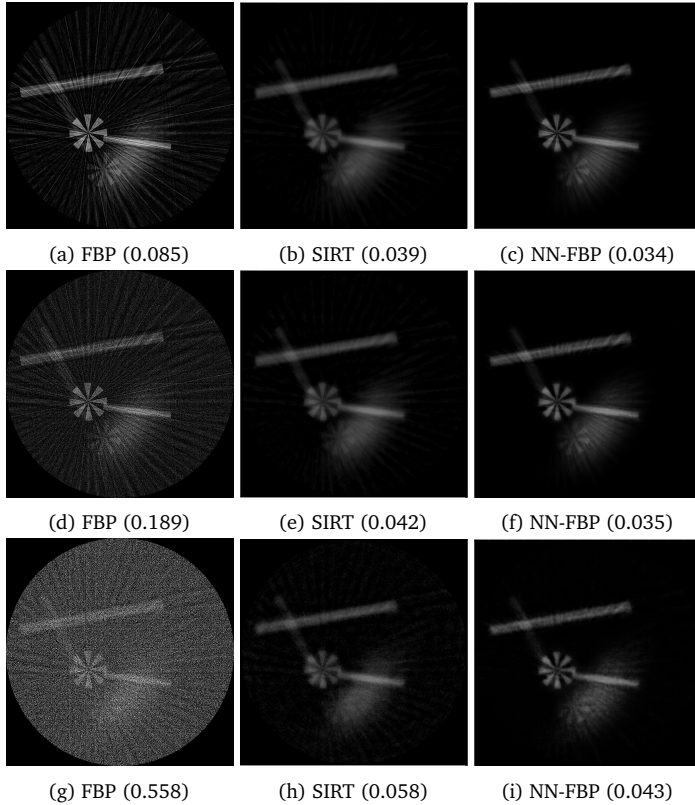 (a) FBP (0.085) (b) SIRT (0.039) (c) NN-FBP (0.034)
(d) FBP (0.189) (e) SIRT (0.042) (f) NN-FBP (0.035)
(g) FBP (0.558) (h) SIRT (0.058) (i) NN-FBP (0.043)